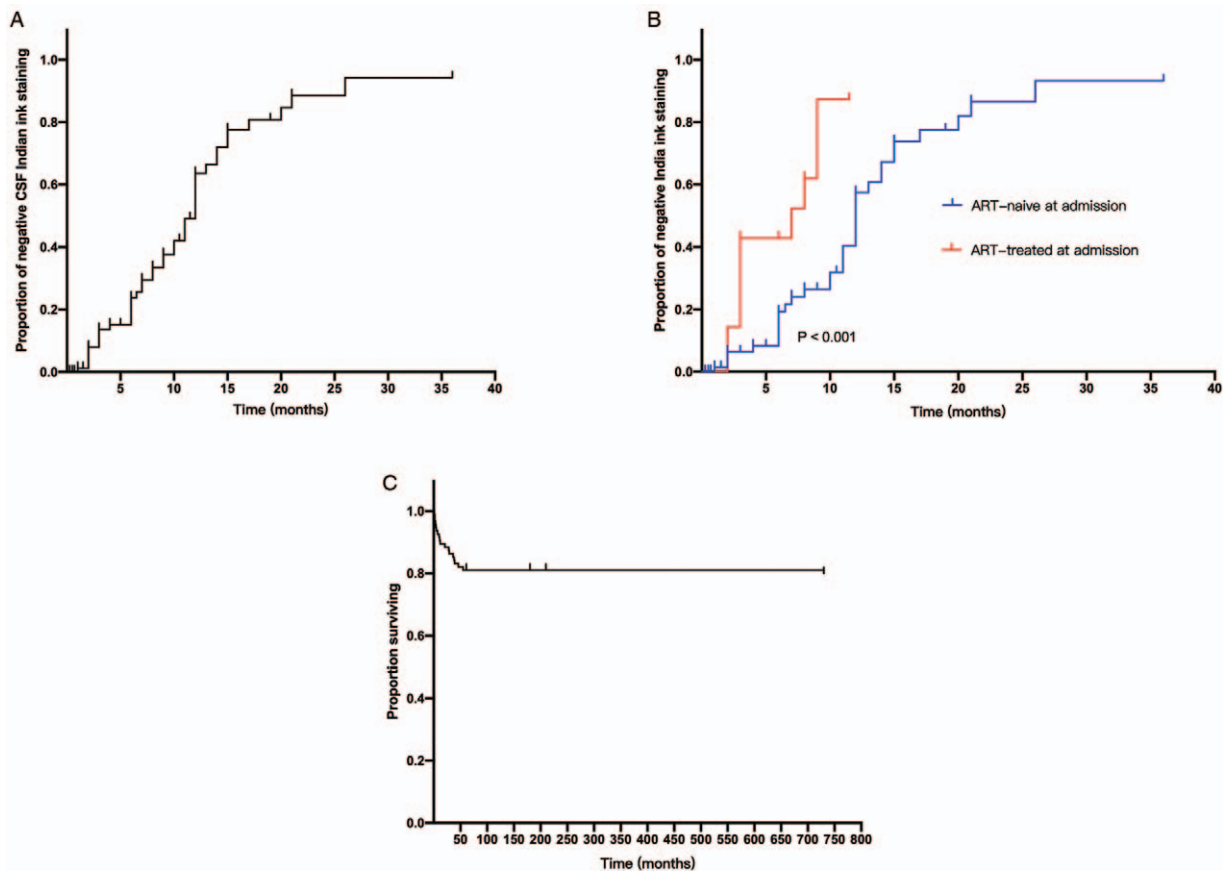 A
Proportion of negative CSF Indian ink staining
1.0
0.8
0.6
0.4
0.2
0.0
5 10 15 20 25 30 35 40
Time (months)
B
Proportion of negative India ink staining
1.0
0.8
0.6
0.4
0.2
0.0
ART-naive at admission
ART-treated at admission
P < 0.001
5 10 15 20 25 30 35 40
Time (months)
C
Proportion surviving
1.0
0.8
0.6
0.4
0.2
0.0
50 100 150 200 250 300 350 400 450 500 550 600 650 700 750 800
Time (months)